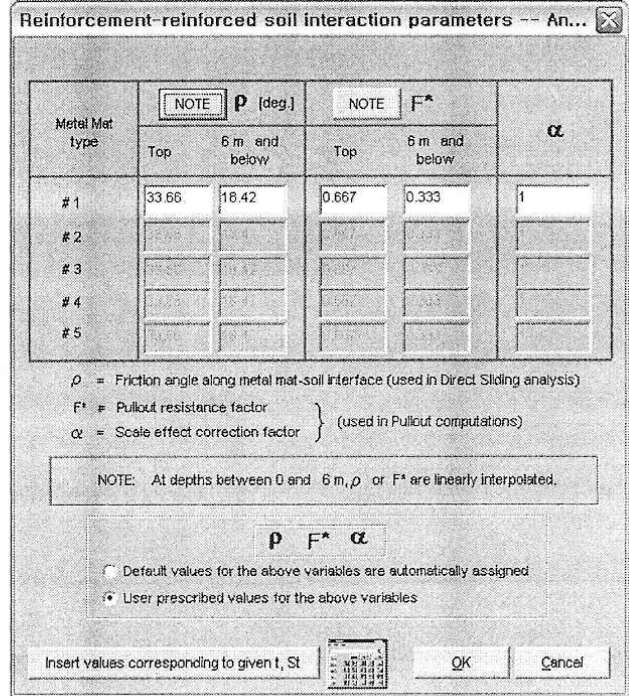 Reinforcement-reinforced soil interaction parameters -- An...
Metal Mat type
NOTE ρ [deg.]
NOTE F*
α
Top
6 m and below
Top
6 m and below
# 1 33.66 18.42 0.667 0.333 1
# 2
# 3
# 4
# 5
ρ = Friction angle along metal mat-soil interface (used in Direct Sliding analysis)
F* = Pullout resistance factor
α = Scale effect correction factor
(used in Pullout computations)
NOTE: At depths between 0 and 6 m, ρ or F* are linearly interpolated.
ρ F* α
Default values for the above variables are automatically assigned
User prescribed values for the above variables
Insert values corresponding to given t, St
OK
Cancel